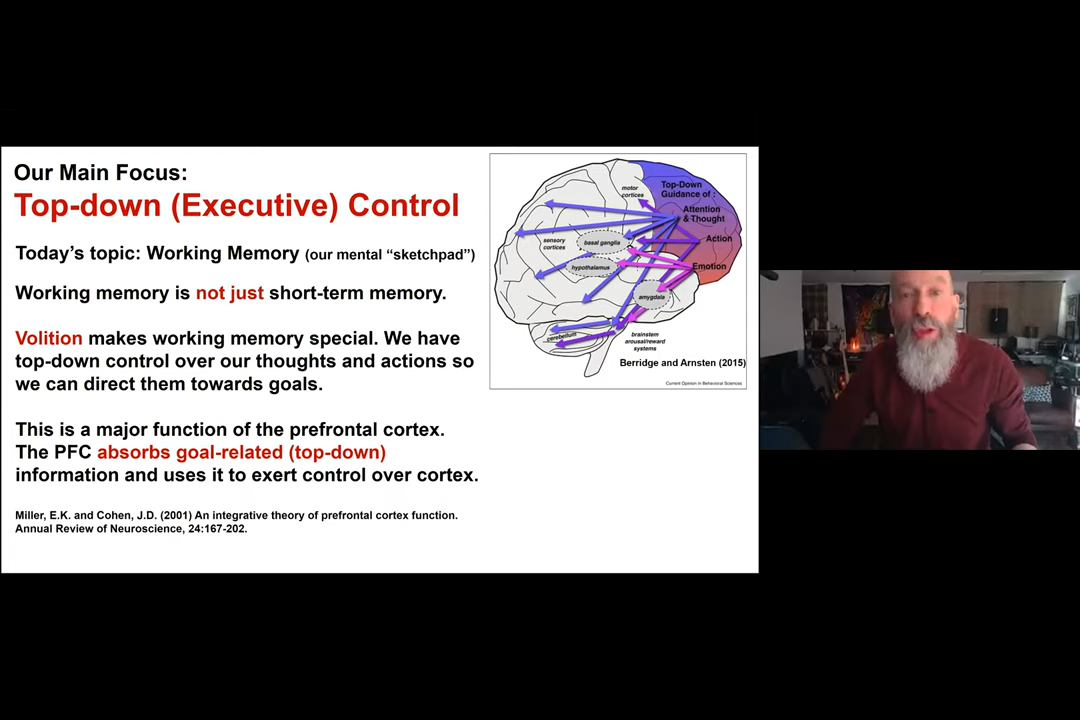 Our Main Focus:
Top-down (Executive) Control
Today’s topic: Working Memory (our mental “sketchpad”)
Working memory is not just short-term memory.
Volition makes working memory special. We have
top-down control over our thoughts and actions so
we can direct them towards goals.
This is a major function of the prefrontal cortex.
The PFC absorbs goal-related (top-down)
information and uses it to exert control over cortex.
Miller, E.K. and Cohen, J.D. (2001) An integrative theory of prefrontal cortex function.
Annual Review of Neuroscience, 24:167-202.
motor
cortices
Top-Down
Guidance of :
Attention
& Thought
Action
Emotion
sensory
cortices
basal ganglia
hypothalamus
amygdala
cerebellum
brainstem
arousal/reward
systems
Berridge and Arnsten (2015)
Current Opinion in Behavioral Sciences